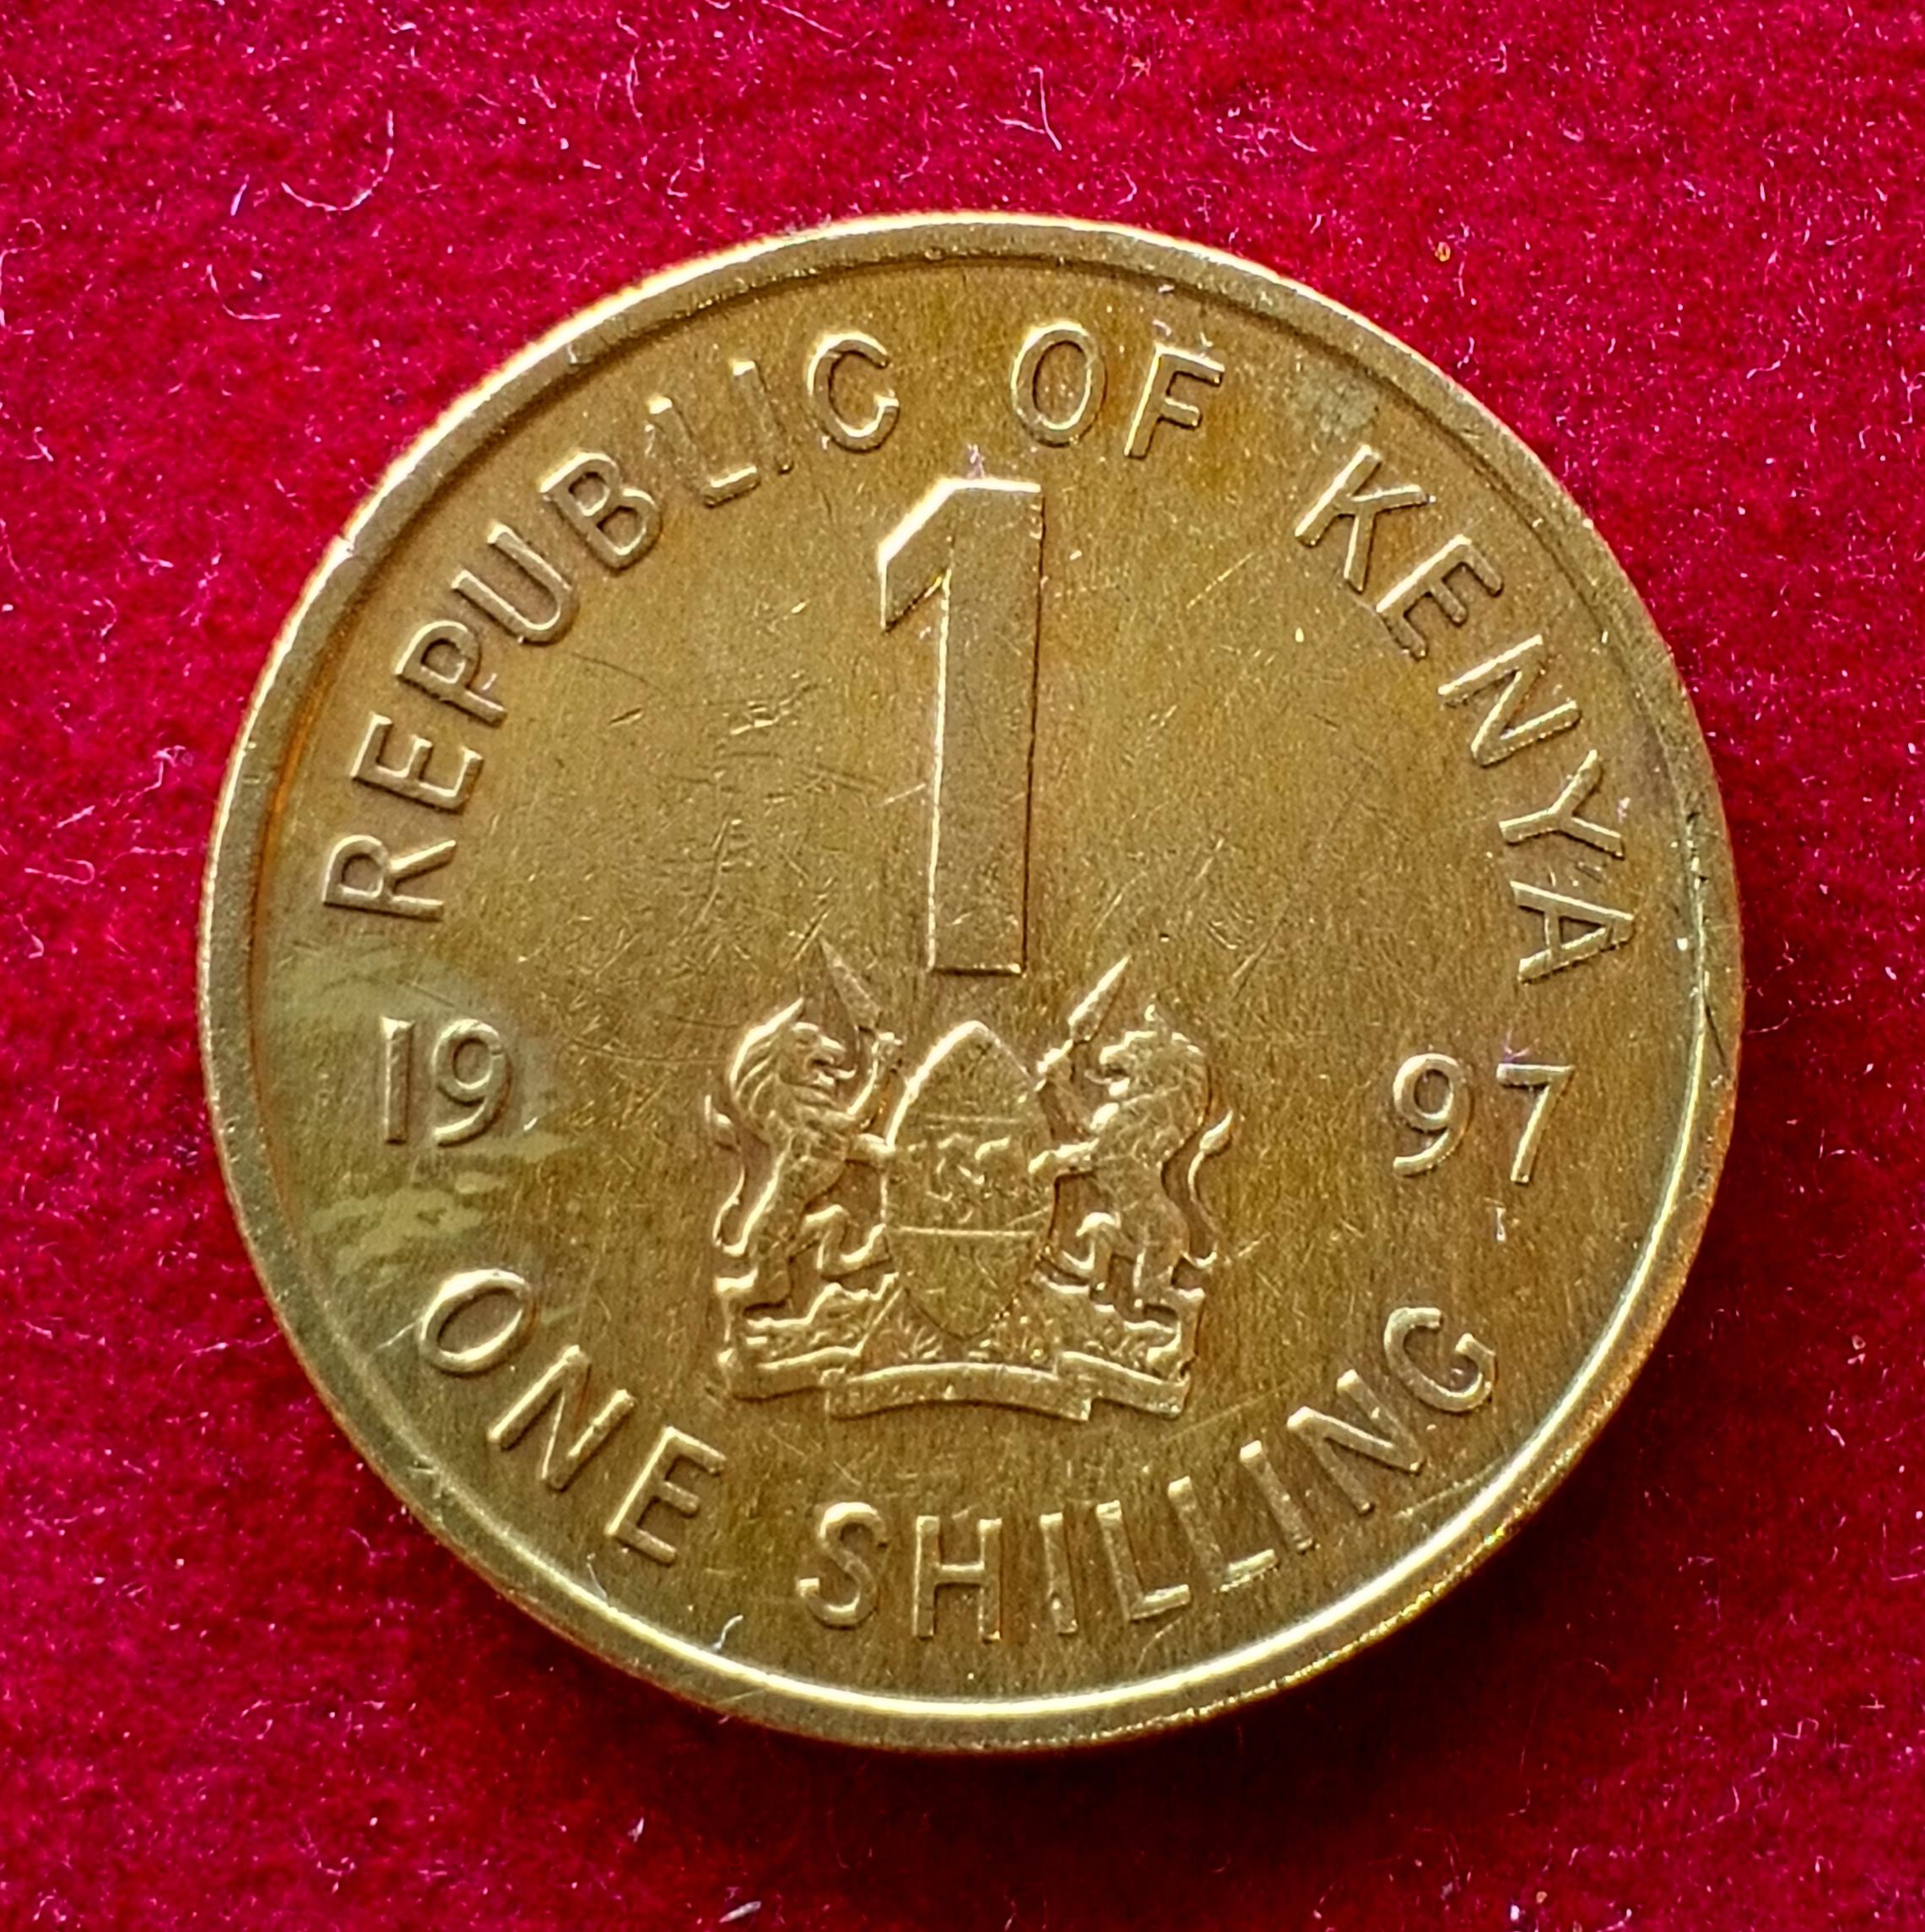 REPUBLIC OF KENYA
1
19 97
ONE SHILLING